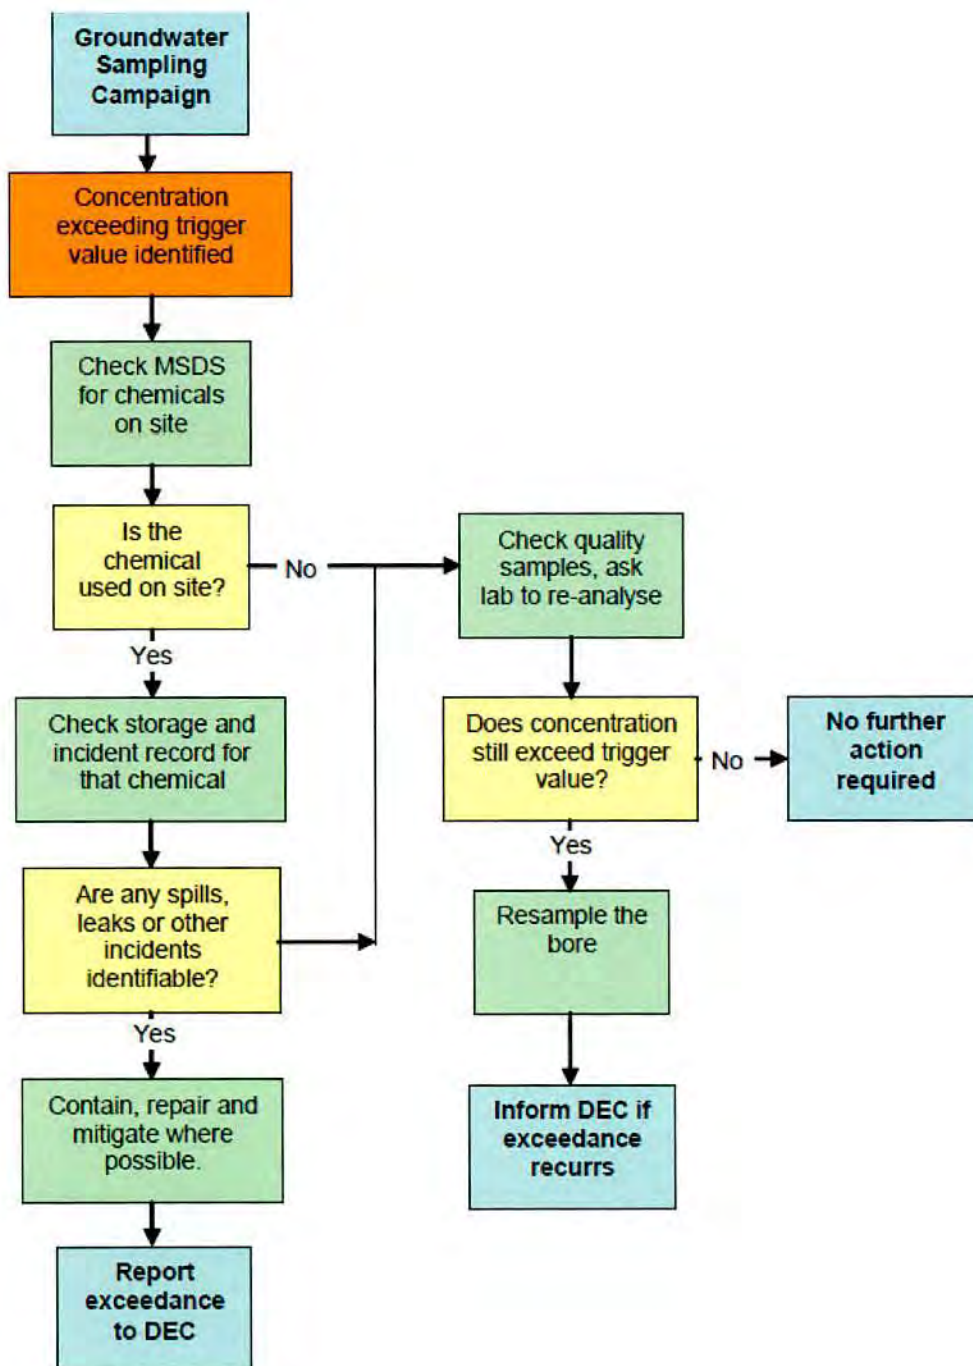 Groundwater
Sampling
Campaign
Concentration
exceeding trigger
value identified
Check MSDS
for chemicals
on site
Is the
chemical
used on site?
No
Yes
Check storage and
incident record for
that chemical
Are any spills,
leaks or other
incidents
identifiable?
Yes
Contain, repair and
mitigate where
possible.
Report
exceedance
to DEC
Check quality
samples, ask
lab to re-analyse
Does concentration
still exceed trigger
value?
No
No further
action
required
Yes
Resample the
bore
Inform DEC if
exceedance
recurrs